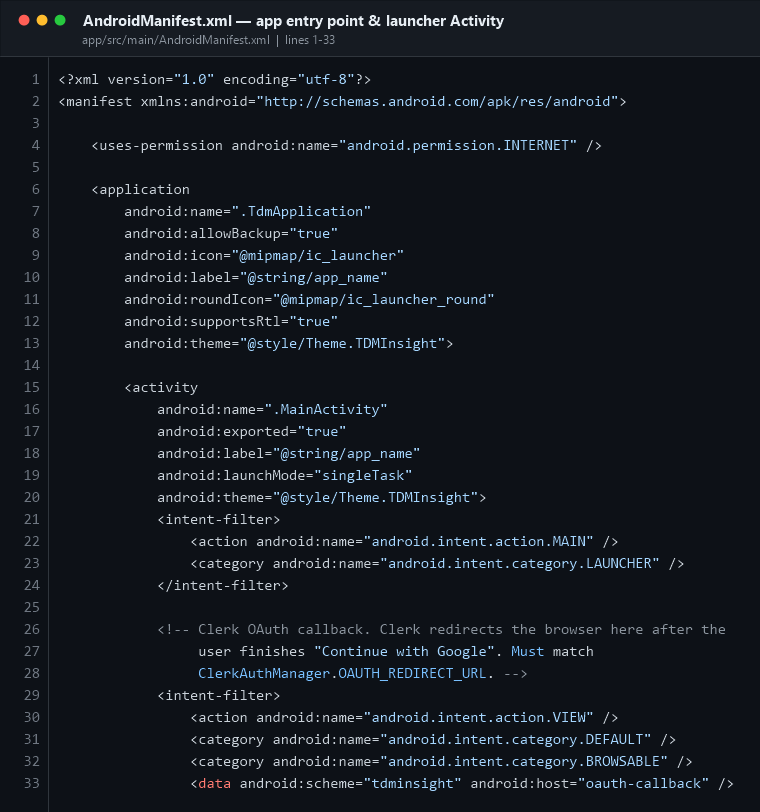 AndroidManifest.xml — app entry point & launcher Activity
app/src/main/AndroidManifest.xml | lines 1-33
1 <?xml version="1.0" encoding="utf-8"?>
2 <manifest xmlns:android="http://schemas.android.com/apk/res/android">
3
4     <uses-permission android:name="android.permission.INTERNET" />
5
6     <application
7         android:name=".TdmApplication"
8         android:allowBackup="true"
9         android:icon="@mipmap/ic_launcher"
10         android:label="@string/app_name"
11         android:roundIcon="@mipmap/ic_launcher_round"
12         android:supportsRtl="true"
13         android:theme="@style/Theme.TDMInsight">
14
15         <activity
16             android:name=".MainActivity"
17             android:exported="true"
18             android:label="@string/app_name"
19             android:launchMode="singleTask"
20             android:theme="@style/Theme.TDMInsight">
21             <intent-filter>
22                 <action android:name="android.intent.action.MAIN" />
23                 <category android:name="android.intent.category.LAUNCHER" />
24             </intent-filter>
25
26             <!-- Clerk OAuth callback. Clerk redirects the browser here after the
27                  user finishes "Continue with Google". Must match
28                  ClerkAuthManager.OAUTH_REDIRECT_URL. -->
29             <intent-filter>
30                 <action android:name="android.intent.action.VIEW" />
31                 <category android:name="android.intent.category.DEFAULT" />
32                 <category android:name="android.intent.category.BROWSABLE" />
33                 <data android:scheme="tdminsight" android:host="oauth-callback" />